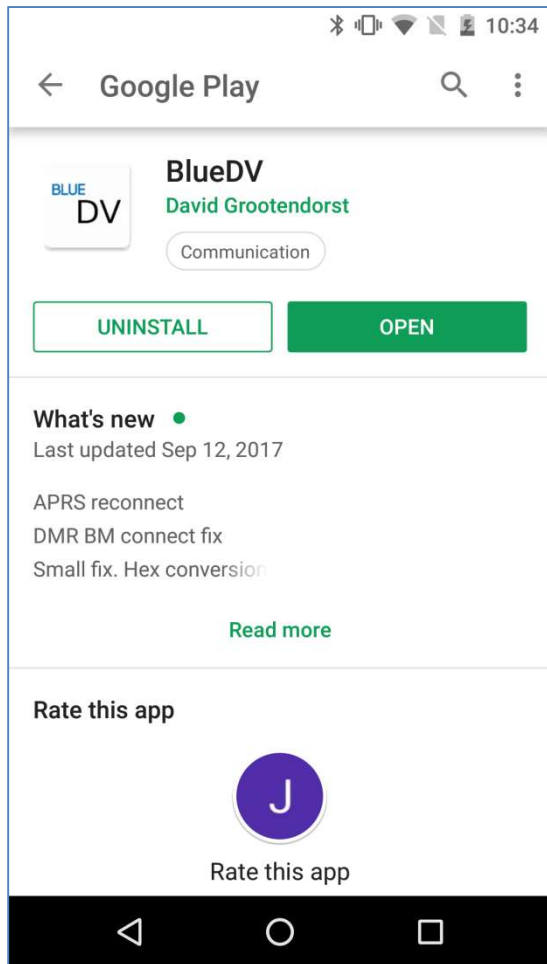 10:34
Google Play
BLUE
DV
BlueDV
David Grootendorst
Communication
UNINSTALL
OPEN
What's new
Last updated Sep 12, 2017
APRS reconnect
DMR BM connect fix
Small fix. Hex conversion
Read more
Rate this app
J
Rate this app